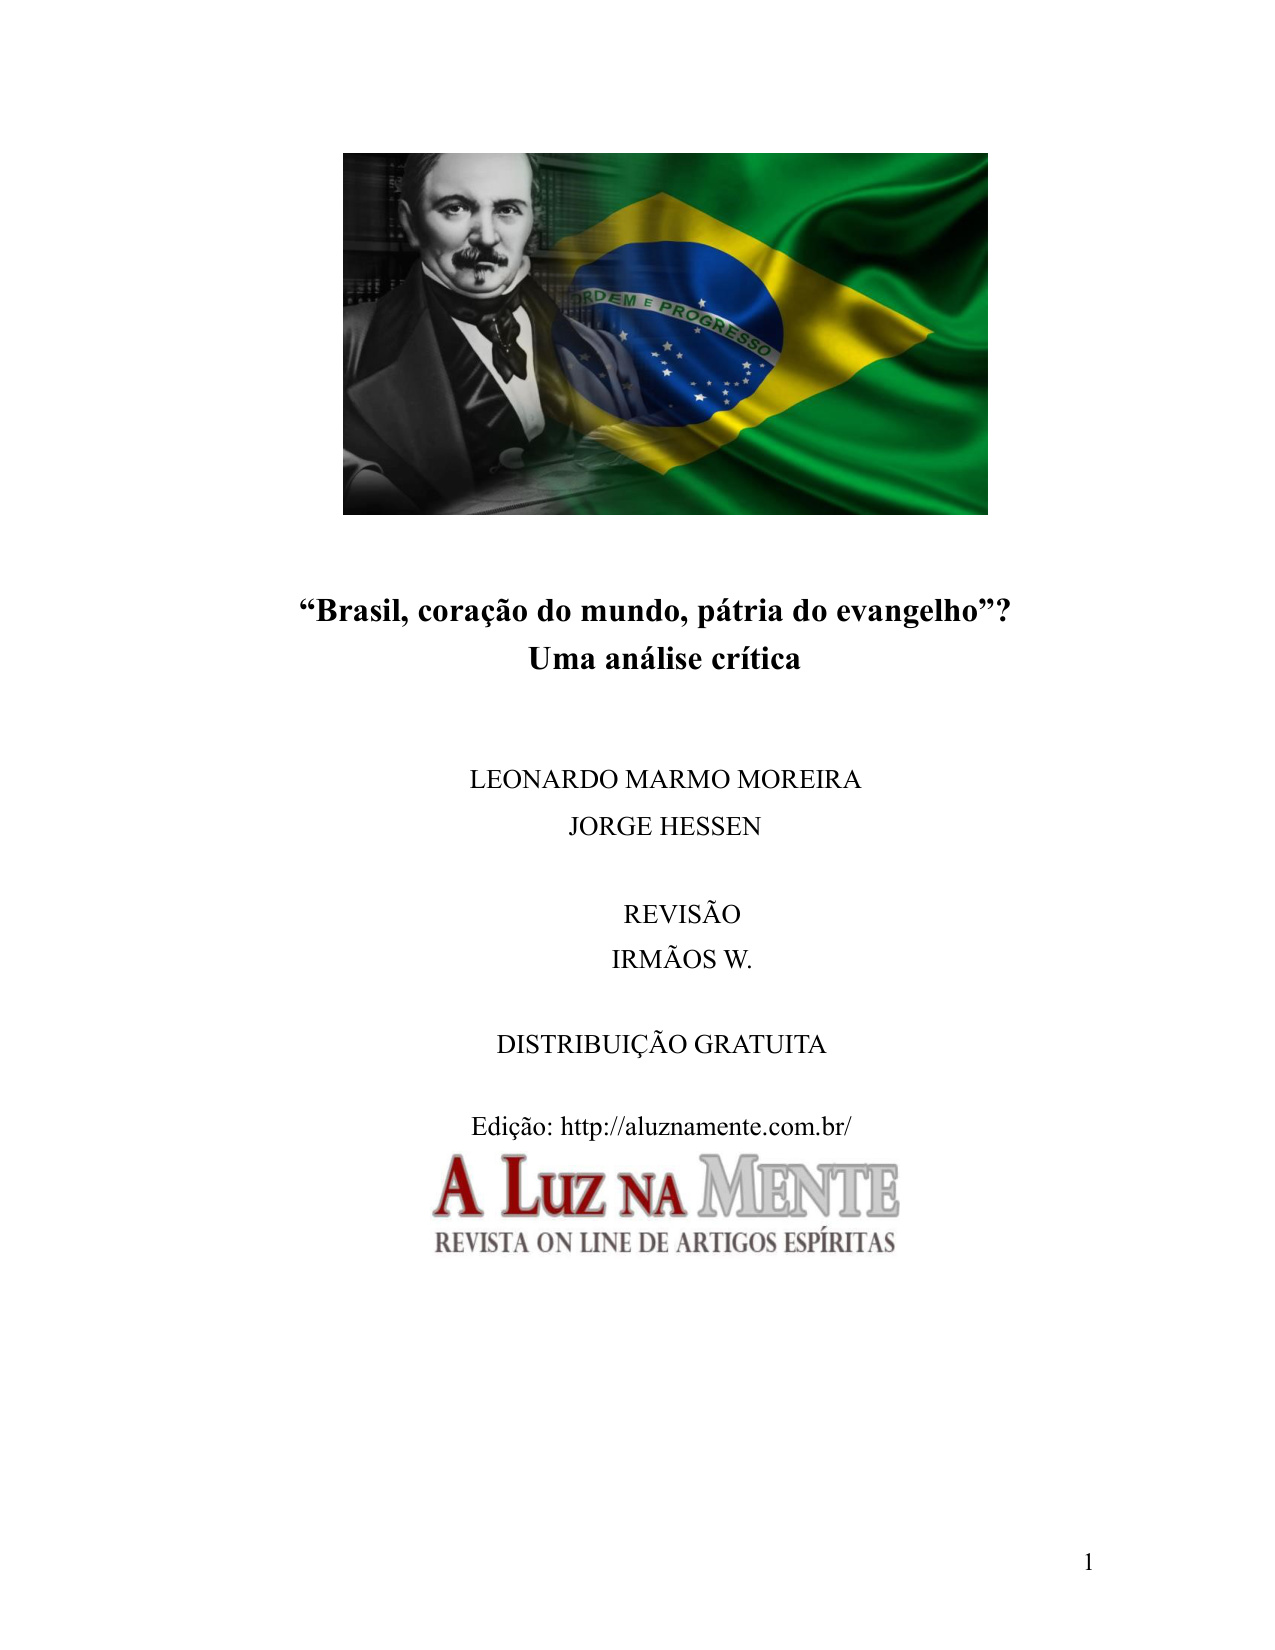 ORDEM E PROGRESSO
“Brasil, coração do mundo, pátria do evangelho”?
Uma análise crítica
LEONARDO MARMO MOREIRA
JORGE HESSEN
REVISÃO
IRMÃOS W.
DISTRIBUIÇÃO GRATUITA
Edição: http://aluznamente.com.br/
A LUZ NA MENTE
REVISTA ON LINE DE ARTIGOS ESPÍRITAS
1